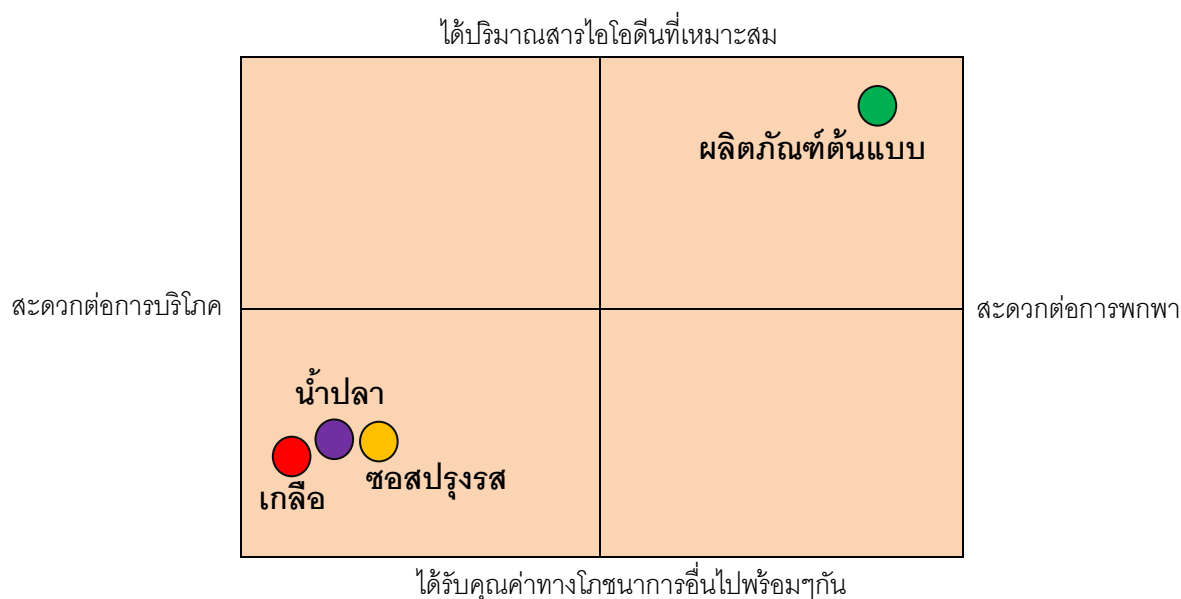 ได้ปริมาณสารไอโอดีนที่เหมาะสม
ผลิตภัณฑ์ต้นแบบ
สะดวกต่อการบริโภค
สะดวกต่อการพกพา
น้ำปลา
ซอสปรุงรส
เกลือ
ได้รับคุณค่าทางโภชนาการอื่นไปพร้อมๆกัน